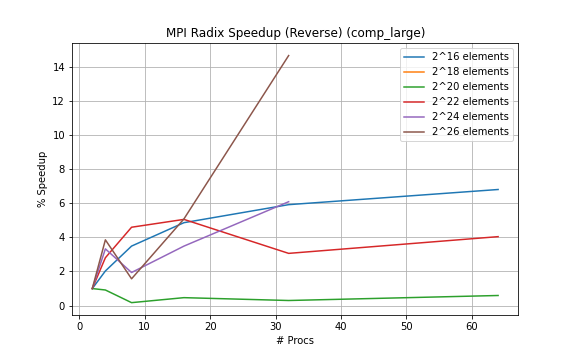 MPI Radix Speedup (Reverse) (comp_large)
% Speedup
14
12
10
8
6
4
2
0
2^16 elements
2^18 elements
2^20 elements
2^22 elements
2^24 elements
2^26 elements
0 10 20 30 40 50 60
# Procs